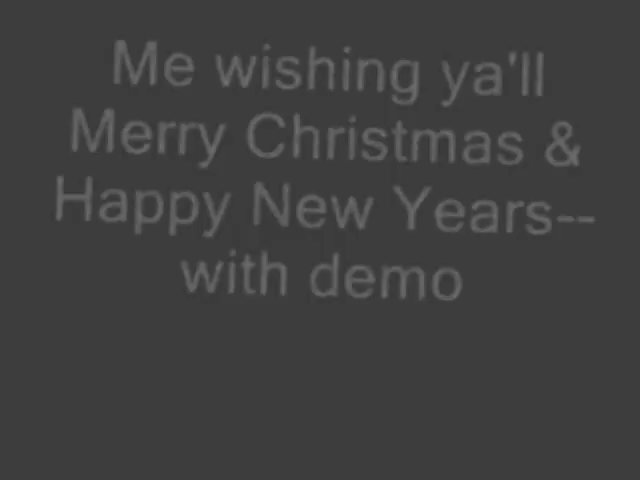 Me wishing ya'll
Merry Christmas &
Happy New Years--
with demo